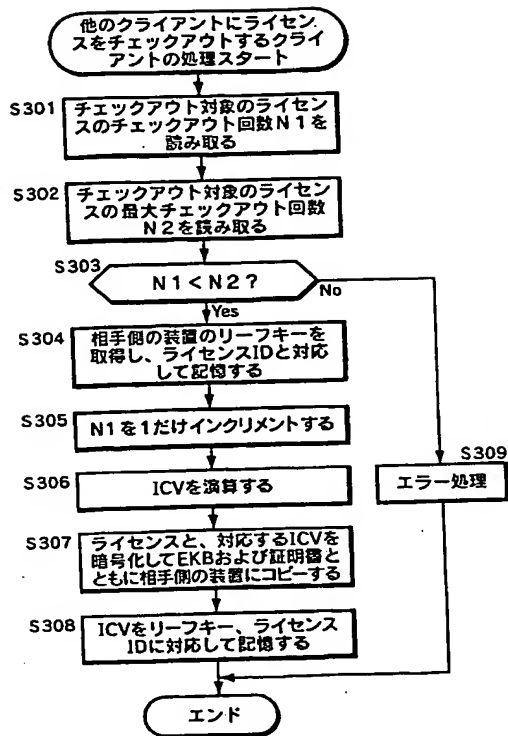 他のクライアントにライセン
スをチェックアウトするクライ
アントの処理スタート
S301
チェックアウト対象のライセン
スのチェックアウト回数N1を
読み取る
S302
チェックアウト対象のライセン
スの最大チェックアウト回数
N2を読み取る
S303
N1<N2?
No
Yes
S304
相手側の装置のリーフキーを
取得し、ライセンスIDと対応
して記憶する
S305
N1を1だけインクリメントする
S306
ICVを演算する
S309
エラー処理
S307
ライセンスと、対応するICVを
暗号化してEKBおよび証明書と
ともに相手側の装置にコピーする
S308
ICVをリーフキー、ライセンス
IDに対応して記憶する
エンド